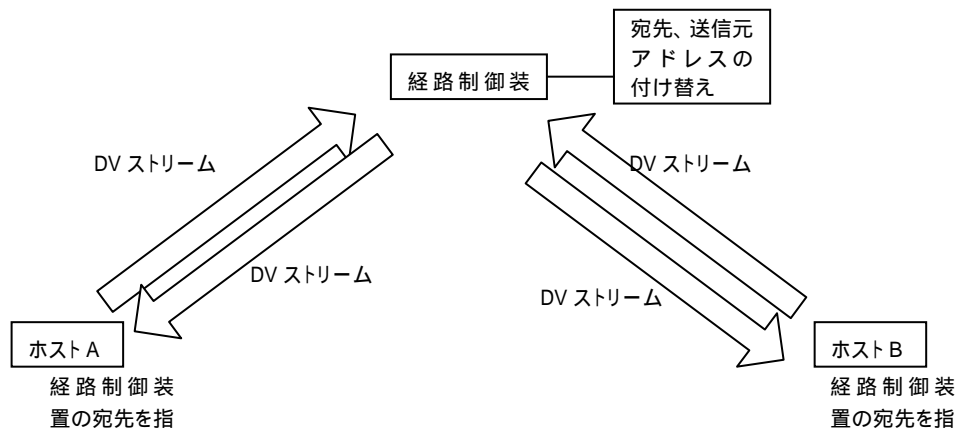 宛先、送信元
アドレスの
付け替え
経路制御装
DV ストリーム
DV ストリーム
DV ストリーム
DV ストリーム
ホスト A
ホスト B
経路制御装
置の宛先を指
経路制御装
置の宛先を指